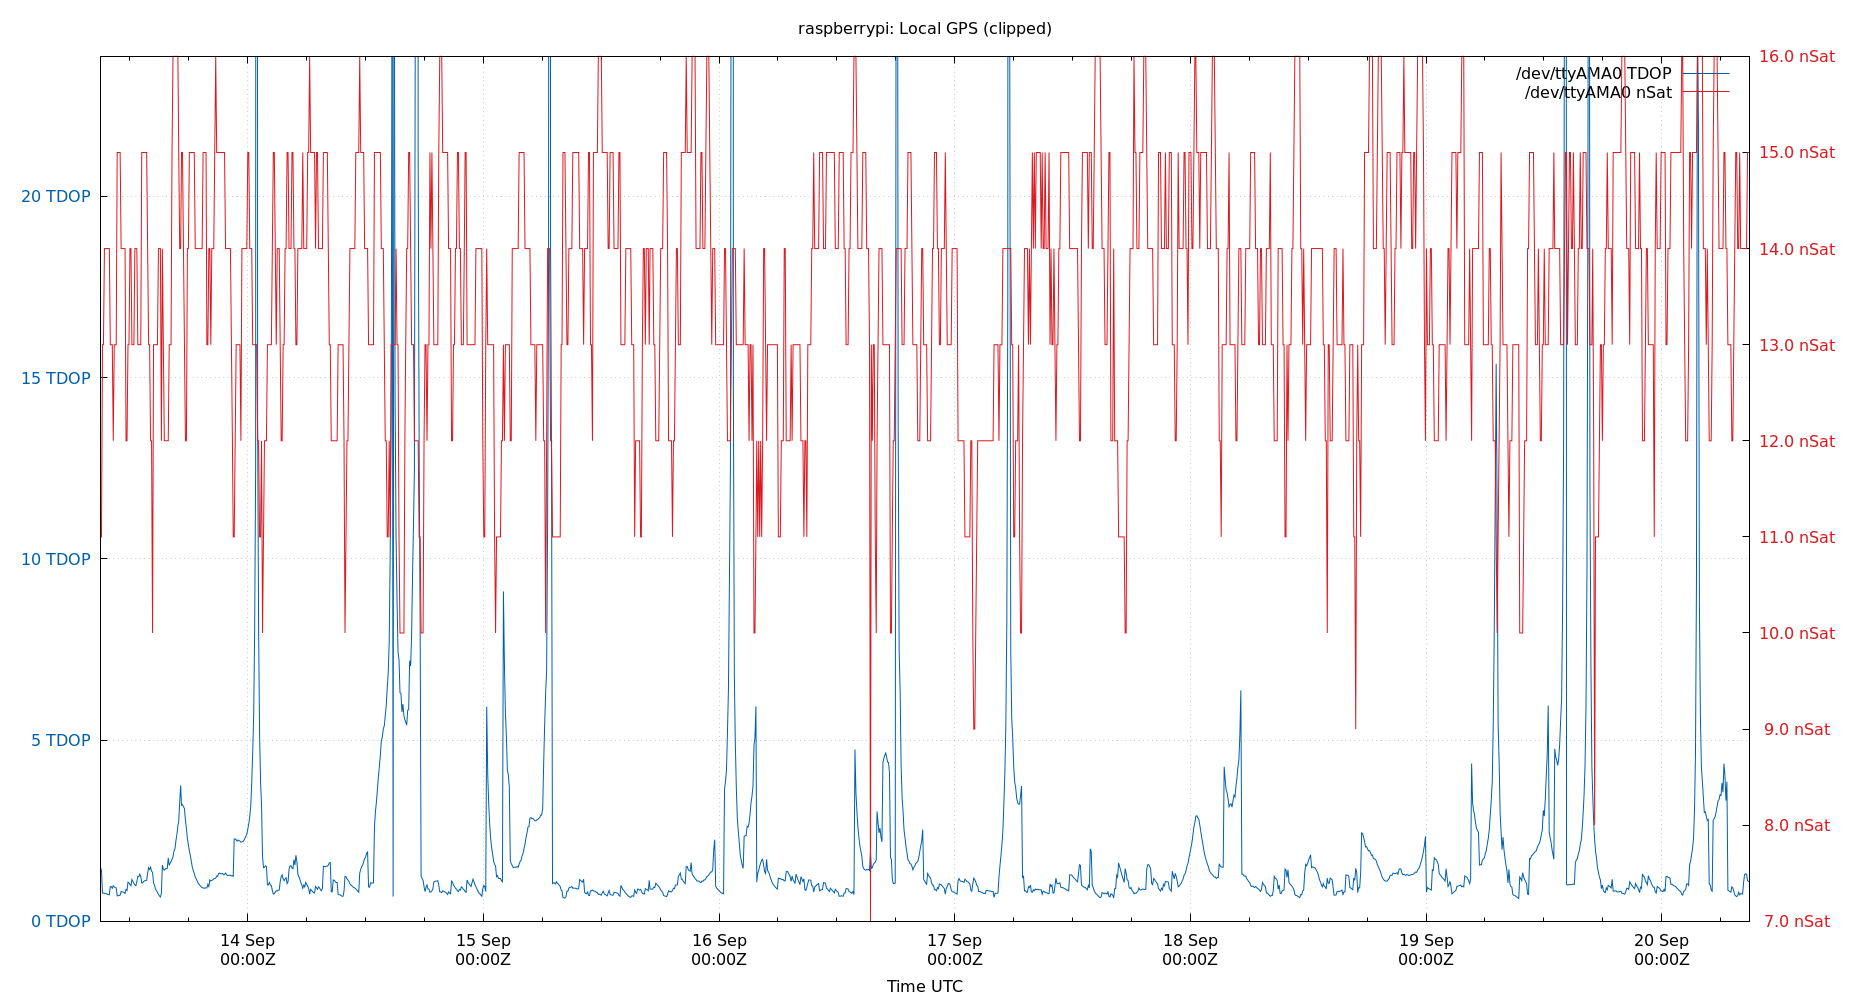 raspberrypi: Local GPS (clipped)
/dev/ttyAMA0 TDOP
/dev/ttyAMA0 nSat
20 TDOP
15 TDOP
10 TDOP
5 TDOP
0 TDOP
16.0 nSat
15.0 nSat
14.0 nSat
13.0 nSat
12.0 nSat
11.0 nSat
10.0 nSat
9.0 nSat
8.0 nSat
7.0 nSat
14 Sep
00:00Z
15 Sep
00:00Z
16 Sep
00:00Z
17 Sep
00:00Z
18 Sep
00:00Z
19 Sep
00:00Z
20 Sep
00:00Z
Time UTC